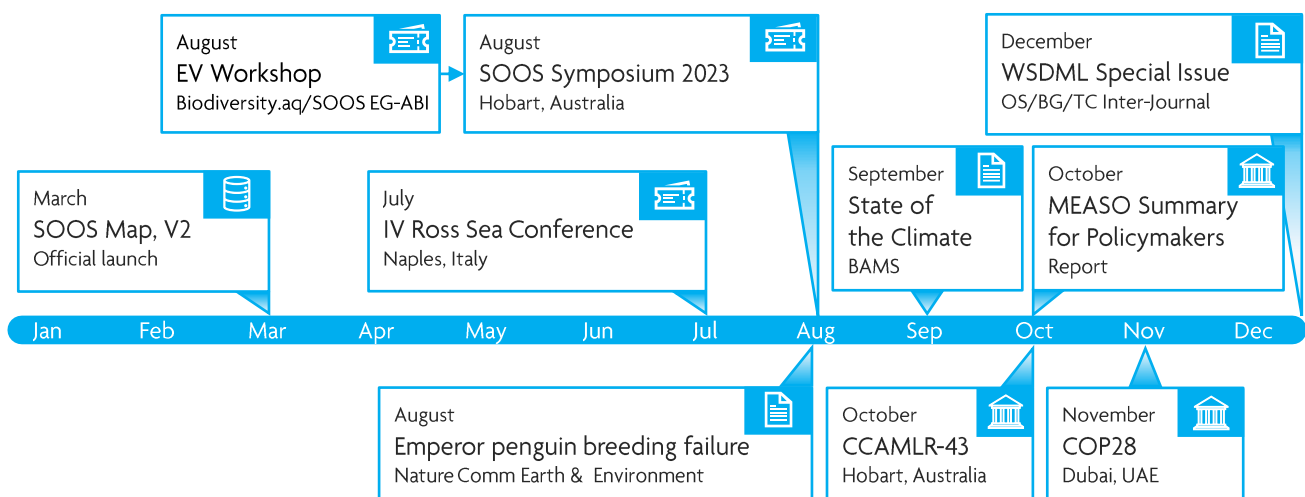 August
EV Workshop
Biodiversity.aq/SOOS EG-ABI
August
SOOS Symposium 2023
Hobart, Australia
December
WSDML Special Issue
OS/BG/TC Inter-Journal
March
SOOS Map, V2
Official launch
July
IV Ross Sea Conference
Naples, Italy
September
State of
the Climate
BAMS
October
MEASO Summary
for Policymakers
Report
Jan Feb Mar Apr May Jun Jul Aug Sep Oct Nov Dec
August
Emperor penguin breeding failure
Nature Comm Earth & Environment
October
CCAMLR-43
Hobart, Australia
November
COP28
Dubai, UAE